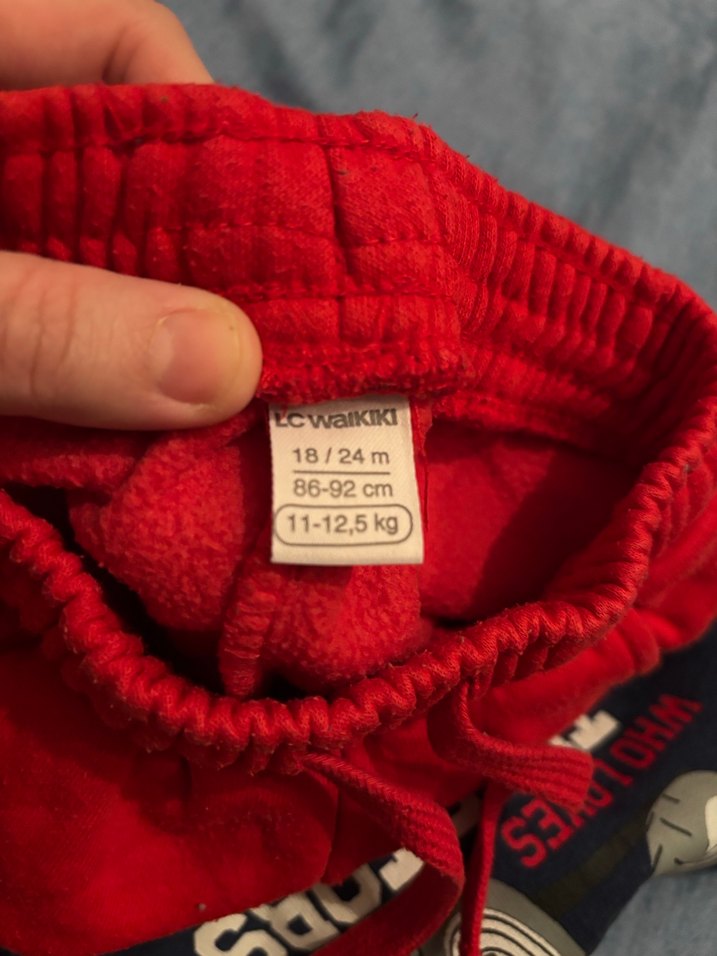 LC WAIKIKI
18 / 24 m
86-92 cm
11-12,5 kg
WHO LOVES